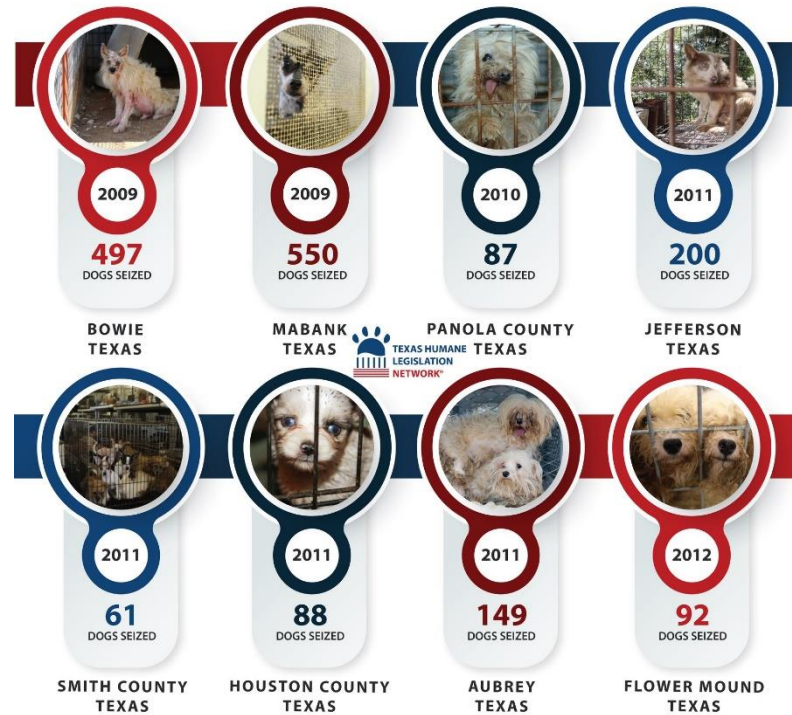 2009
497
DOGS SEIZED
BOWIE
TEXAS
2009
550
DOGS SEIZED
MABANK
TEXAS
2010
87
DOGS SEIZED
PANOLA COUNTY
TEXAS
2011
200
DOGS SEIZED
JEFFERSON
TEXAS
TEXAS HUMANE
LEGISLATION
NETWORK®
2011
61
DOGS SEIZED
SMITH COUNTY
TEXAS
2011
88
DOGS SEIZED
HOUSTON COUNTY
TEXAS
2011
149
DOGS SEIZED
AUBREY
TEXAS
2012
92
DOGS SEIZED
FLOWER MOUND
TEXAS